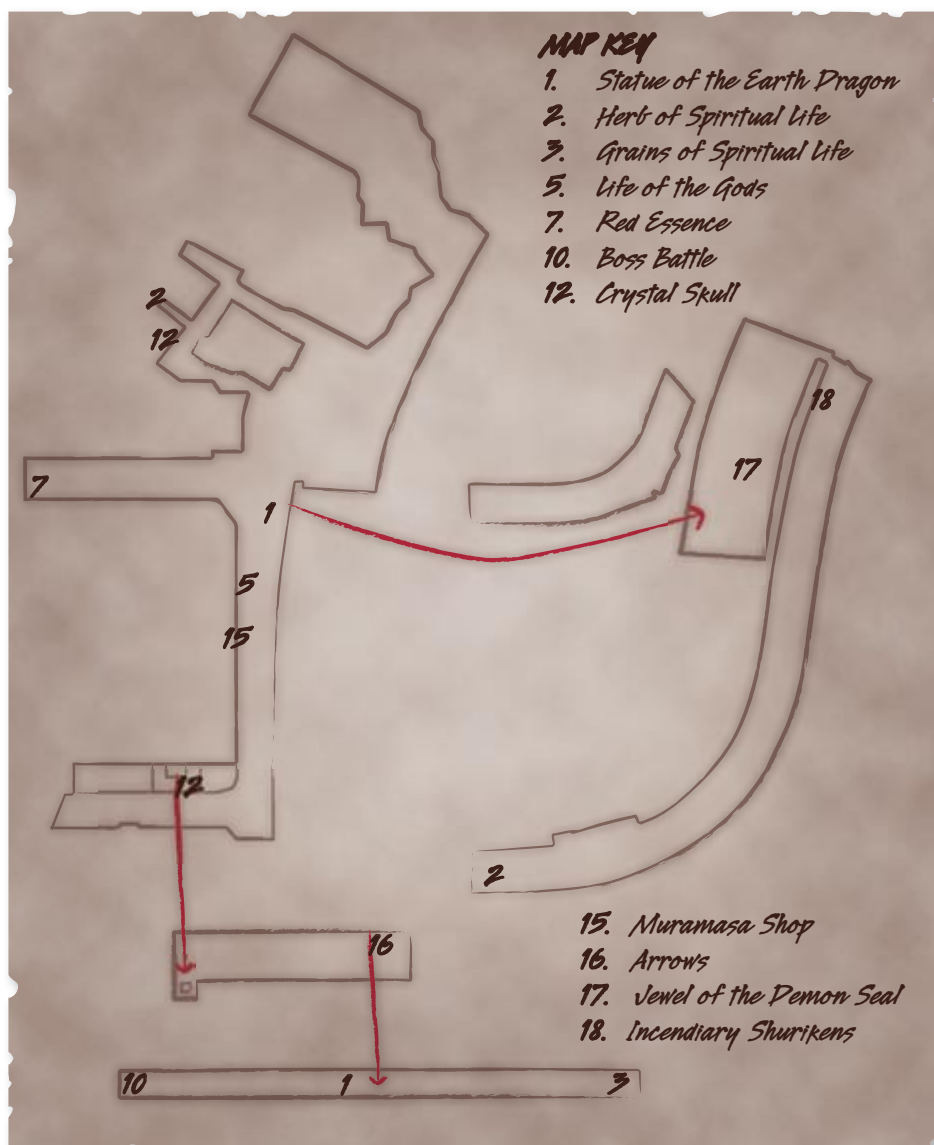 MAP KEY
1. Statue of the Earth Dragon
2. Herb of Spiritual Life
3. Grains of Spiritual Life
5. Life of the Gods
7. Red Essence
10. Boss Battle
12. Crystal Skull
2
12
18
17
7
1
5
15
12
2
15. Muramasa Shop
16
16. Arrows
17. Jewel of the Demon Seal
18. Incendiary Shurikens
10 1 3